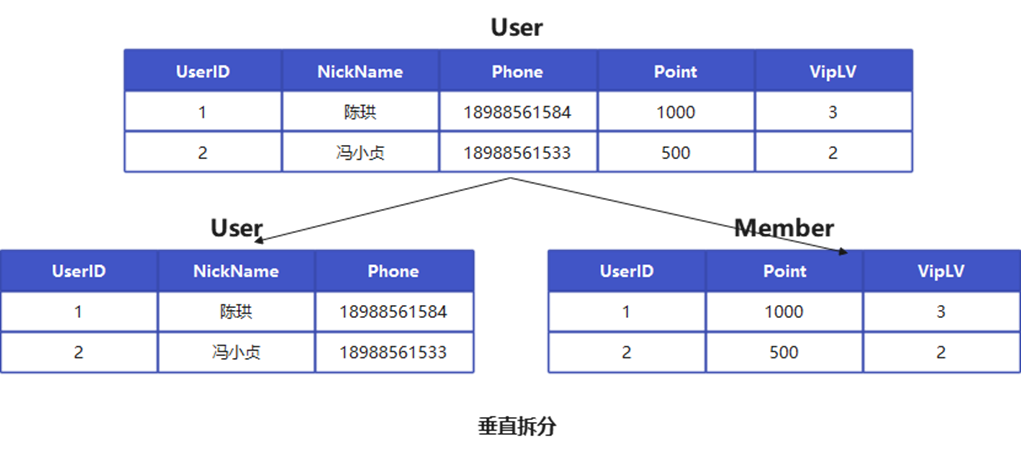 User
UserID NickName Phone Point VipLV
1 陈珙 18988561584 1000 3
2 冯小贞 18988561533 500 2
User
UserID NickName Phone
1 陈珙 18988561584
2 冯小贞 18988561533
Member
UserID Point VipLV
1 1000 3
2 500 2
垂直拆分